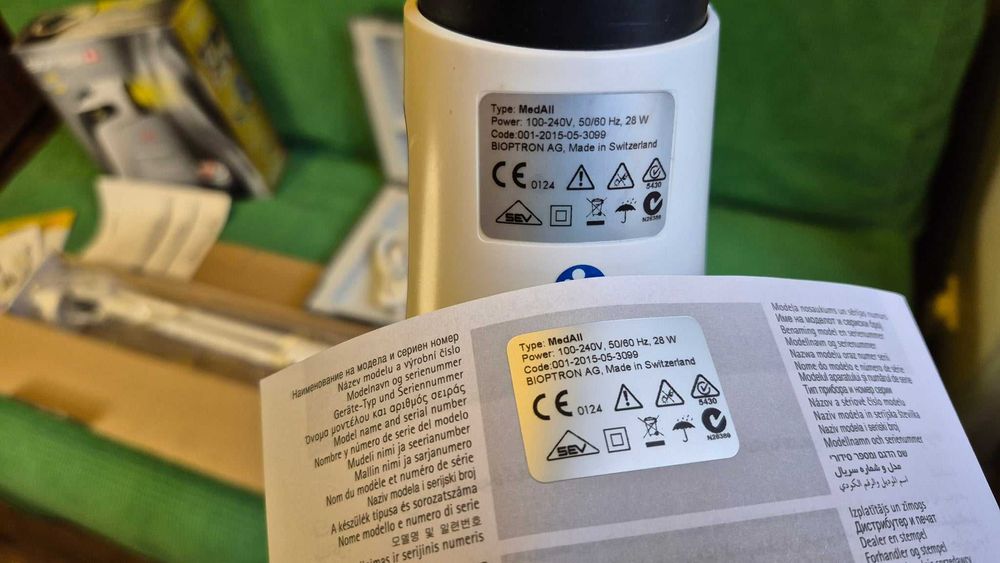 Type: MedAll
Power: 100-240V, 50/60 Hz, 28 W
Code:001-2015-05-3099
BIOPTRON AG, Made in Switzerland
CE 0124
5430
SEV
N26389
Наименование на модела и сериен номер
Název modelu a výrobní číslo
Modelnavn og serienummer
Geräte-Typ und Seriennummer
Όνομα μοντέλου και αριθμός σειράς
Model name and serial number
Nombre y número de serie del modelo
Mudeli nimi ja seerianumber
Mallin nimi ja sarjanumero
Nom du modèle et numéro de série
Naziv modela i serijski broj
A készülék típusa és sorozatszáma
Nome modello e numero di serie
모델명 및 일련번호
ir serijinis numeris
Type: MedAll
Power: 100-240V, 50/60 Hz, 28 W
Code:001-2015-05-3099
BIOPTRON AG, Made in Switzerland
CE 0124
5430
SEV
N26389
Modeļa nosaukums un sērijas numurs
Име на моделот и сериски број
Benaming model en serienummer
Modellnavn og serienummer
Nazwa modelu oraz numer serii
Nome do modelo e número de série
Modelul aparatului și numărul de serie
Тип прибора и номер серии
Názov a sériové číslo modelu
Naziv modela in serijska številka
Naziv modela i serijski broj
Modellnamn och serienummer
שם הדגם ומספר סידורי
مدل و شماره سریال
اسم الموديل والرقم الكودي
Izplatītājs un zīmogs
Дистрибутер и печат
Dealer en stempel
Forhandler og stempel